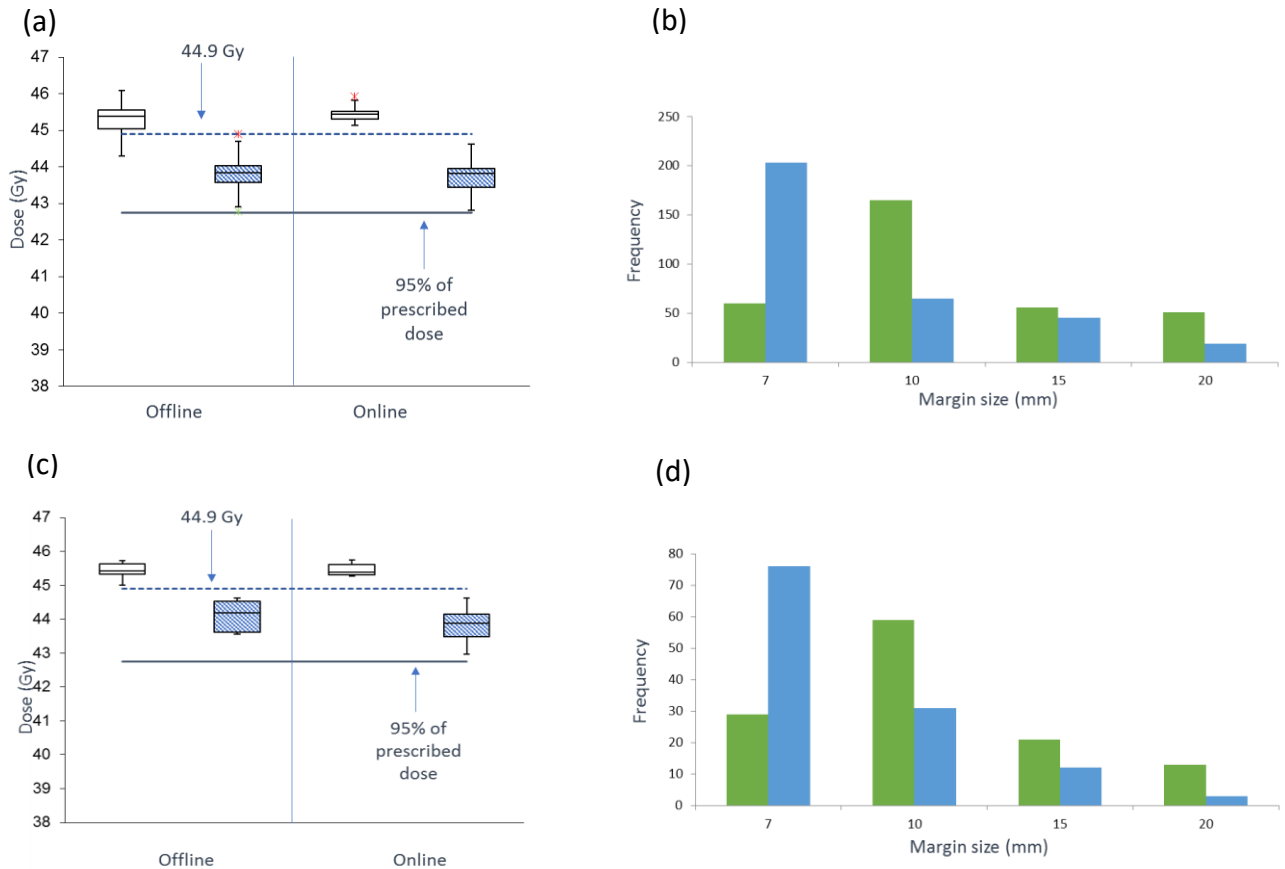 (a)
44.9 Gy
47
46
45
44
43
42
41
40
39
38
Dose (Gy)
95% of
prescribed
dose
Offline
Online
(b)
250
200
150
100
50
0
Frequency
7
10
15
20
Margin size (mm)
(c)
44.9 Gy
47
46
45
44
43
42
41
40
39
38
Dose (Gy)
95% of
prescribed
dose
Offline
Online
(d)
80
70
60
50
40
30
20
10
0
Frequency
7
10
15
20
Margin size (mm)